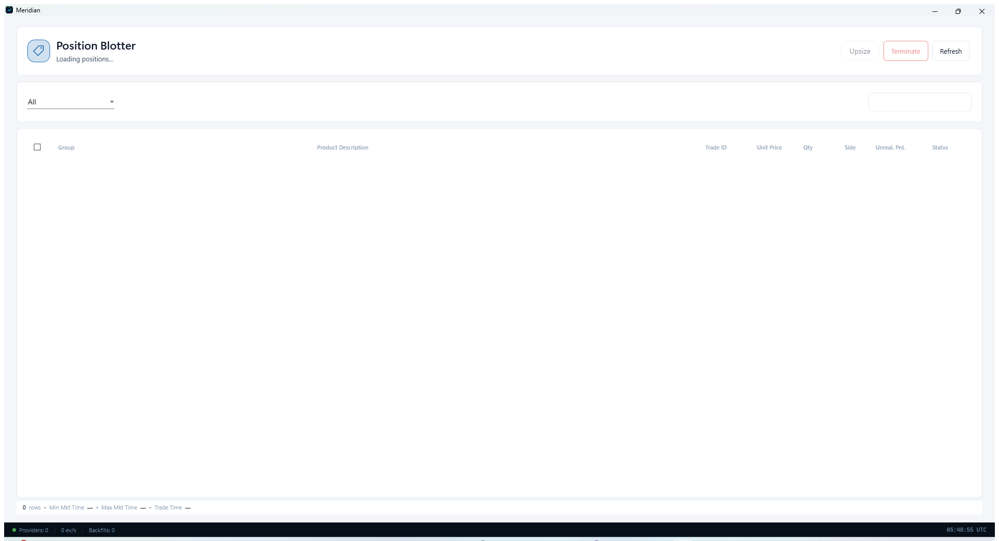 Meridian
Position Blotter
Loading positions...
Upsize
Terminate
Refresh
All
Group Product Description Trade ID Unit Price Qty Side Unreal. PnL Status
0 rows • Min Mkt Time — • Max Mkt Time — • Trade Time —
Providers: 0 0 ev/s Backfills: 0 05:48:55 UTC